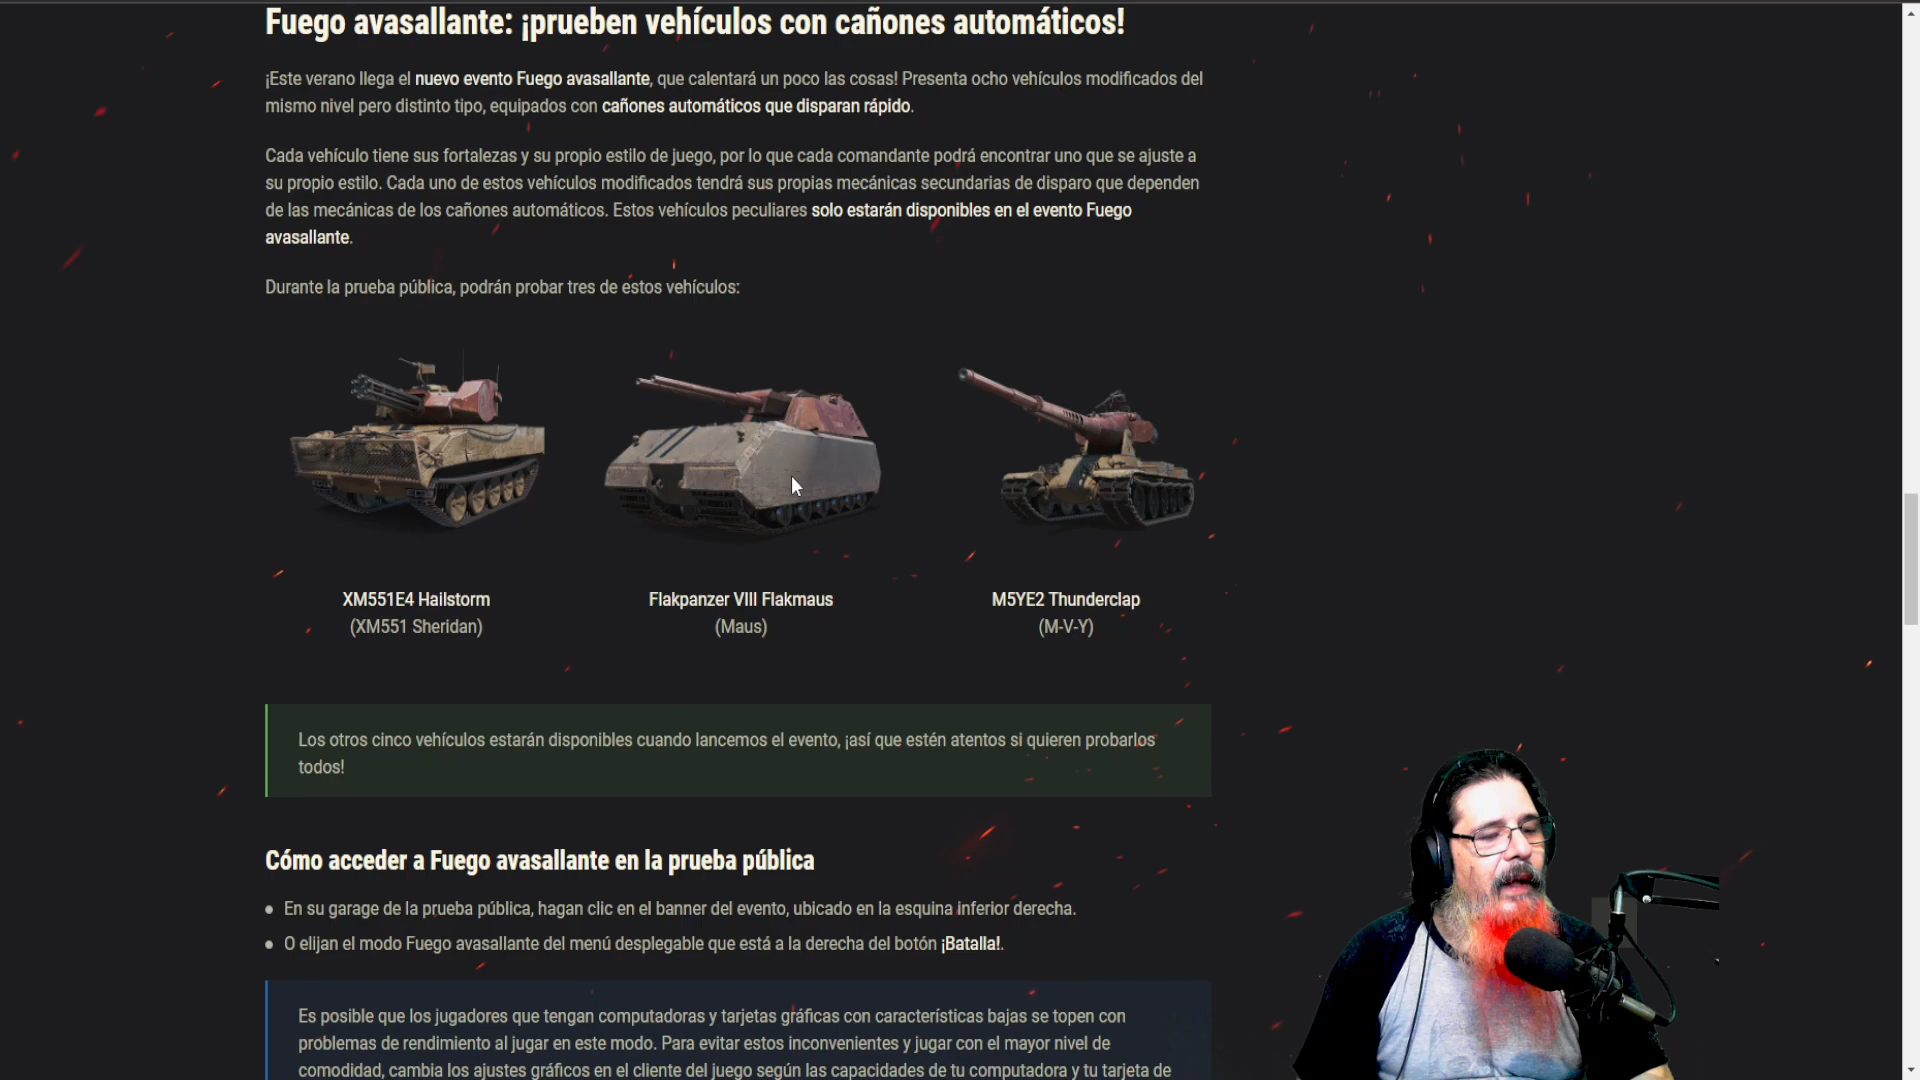 Fuego avasallante: ¡prueben vehículos con cañones automáticos!
¡Este verano llega el nuevo evento Fuego avasallante, que calentará un poco las cosas! Presenta ocho vehículos modificados del
mismo nivel pero distinto tipo, equipados con cañones automáticos que disparan rápido.
Cada vehículo tiene sus fortalezas y su propio estilo de juego, por lo que cada comandante podrá encontrar uno que se ajuste a
su propio estilo. Cada uno de estos vehículos modificados tendrá sus propias mecánicas secundarias de disparo que dependen
de las mecánicas de los cañones automáticos. Estos vehículos peculiares solo estarán disponibles en el evento Fuego
avasallante.
Durante la prueba pública, podrán probar tres de estos vehículos:
XM551E4 Hailstorm
(XM551 Sheridan)
Flakpanzer VIII Flakmaus
(Maus)
M5YE2 Thunderclap
(M-V-Y)
Los otros cinco vehículos estarán disponibles cuando lancemos el evento, ¡así que estén atentos si quieren probarlos
todos!
Cómo acceder a Fuego avasallante en la prueba pública
• En su garage de la prueba pública, hagan clic en el banner del evento, ubicado en la esquina inferior derecha.
• O elijan el modo Fuego avasallante del menú desplegable que está a la derecha del botón ¡Batalla!.
Es posible que los jugadores que tengan computadoras y tarjetas gráficas con características bajas se topen con
problemas de rendimiento al jugar en este modo. Para evitar estos inconvenientes y jugar con el mayor nivel de
comodidad, cambia los ajustes gráficos en el cliente del juego según las capacidades de tu computadora y tu tarjeta de